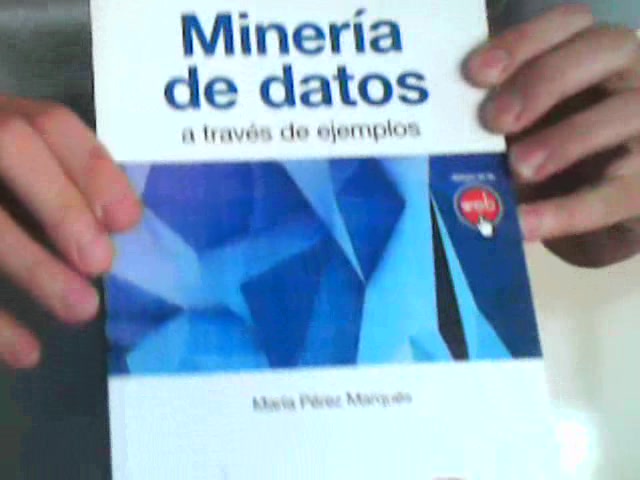 Minería
de datos
a través de ejemplos
web
María Pérez Marqués